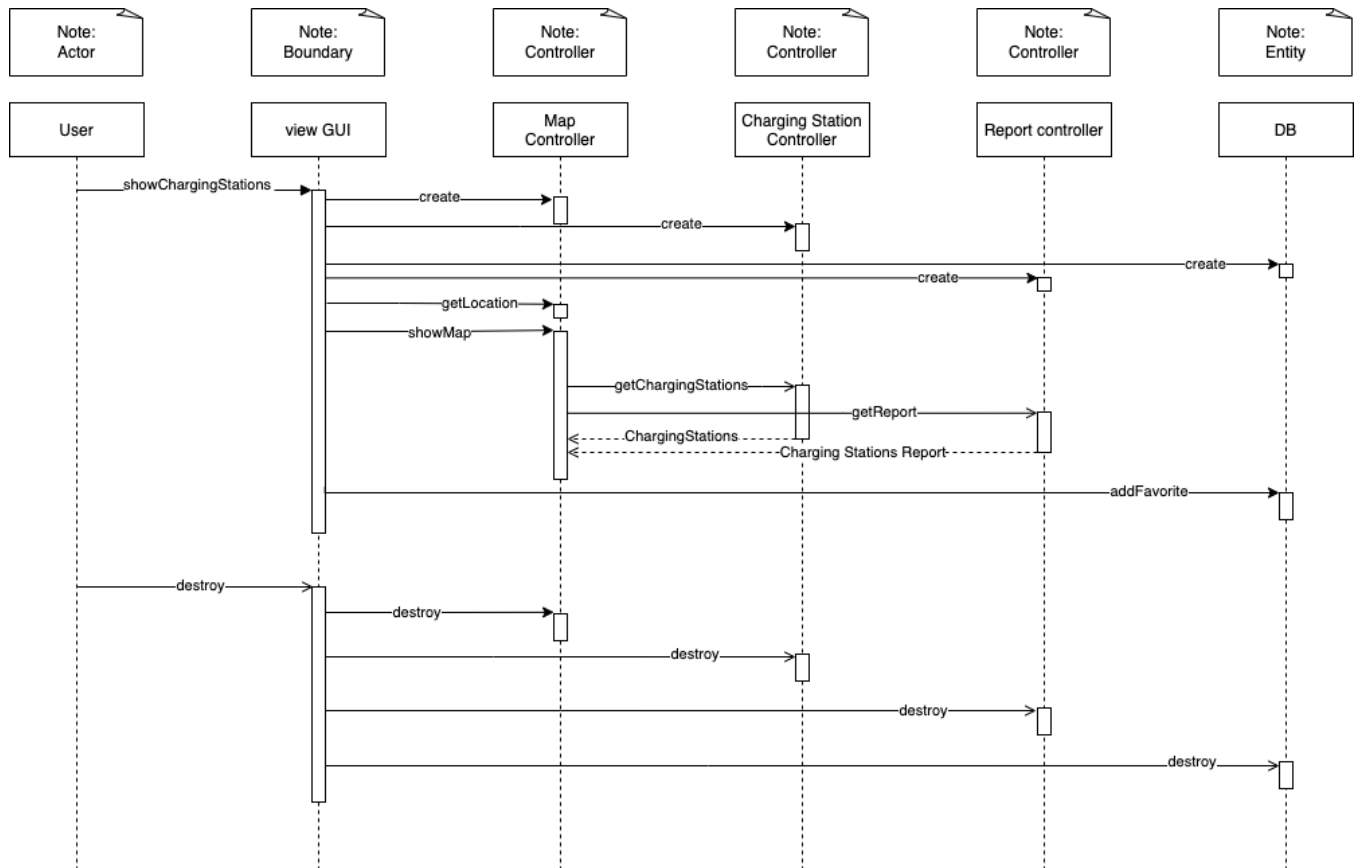 Note:
Actor
Note:
Boundary
Note:
Controller
Note:
Controller
Note:
Controller
Note:
Entity
User
view GUI
Map
Controller
Charging Station
Controller
Report controller
DB
showChargingStations
create
create
create
create
getLocation
showMap
getChargingStations
getReport
ChargingStations
Charging Stations Report
addFavorite
destroy
destroy
destroy
destroy
destroy